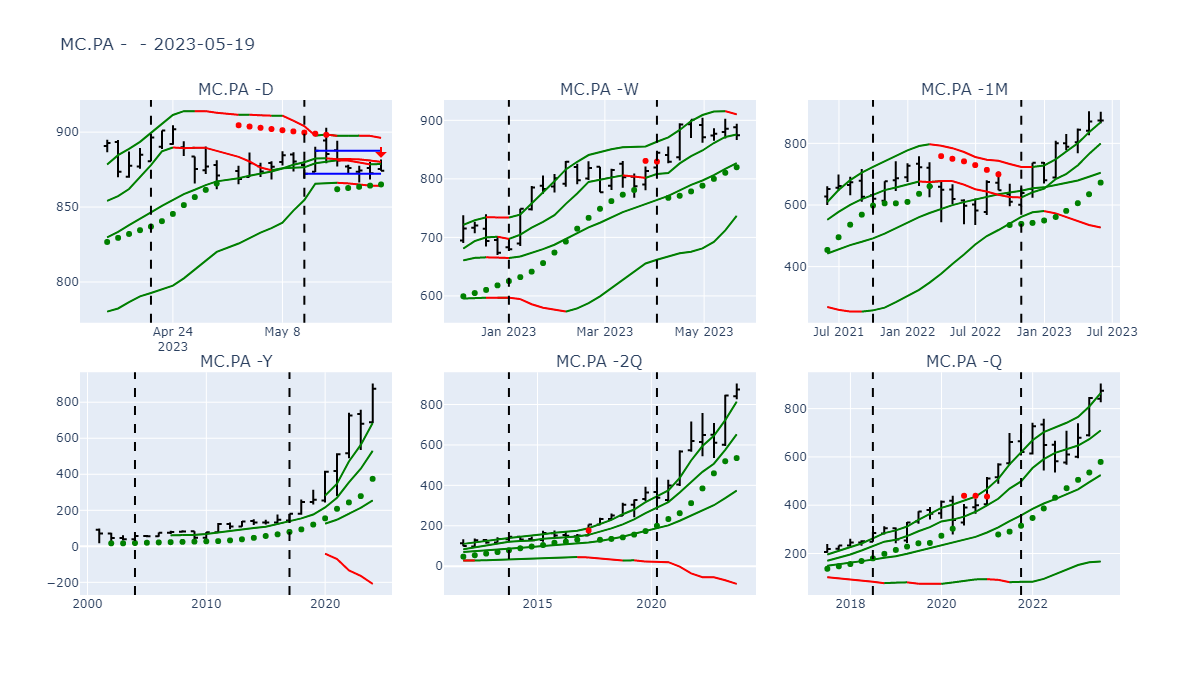 MC.PA -  - 2023-05-19
MC.PA -D
900
850
800
Apr 24
2023
May 8
MC.PA -W
900
800
700
600
Jan 2023
Mar 2023
May 2023
MC.PA -1M
800
600
400
Jul 2021
Jan 2022
Jul 2022
Jan 2023
Jul 2023
MC.PA -Y
800
600
400
200
0
−200
2000
2010
2020
MC.PA -2Q
800
600
400
200
0
2015
2020
MC.PA -Q
800
600
400
200
2018
2020
2022